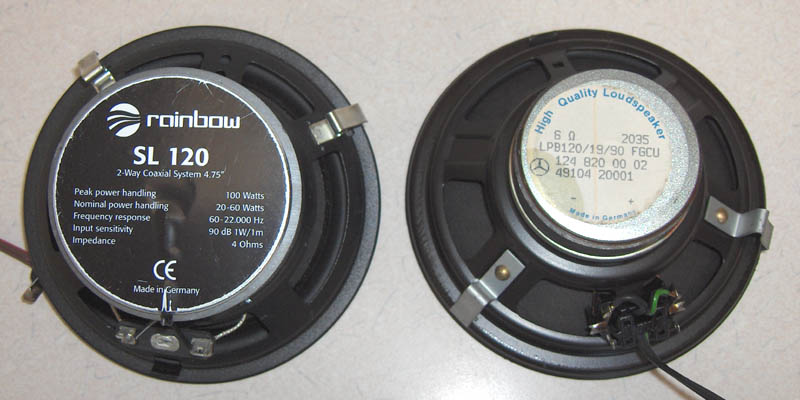 rainbow
SL 120
2-Way Coaxial System 4.75"
Peak power handling 100 Watts
Nominal power handling 20-60 Watts
Frequency response 60-22.000 Hz
Input sensitivity 90 dB 1W/1m
Impedance 4 Ohms
CE
Made in Germany
High Quality Loudspeaker
6 Ω 2035
LPB120/19/90 FGCU
124 820 00 02
49104 20001
- +
Made in Germany